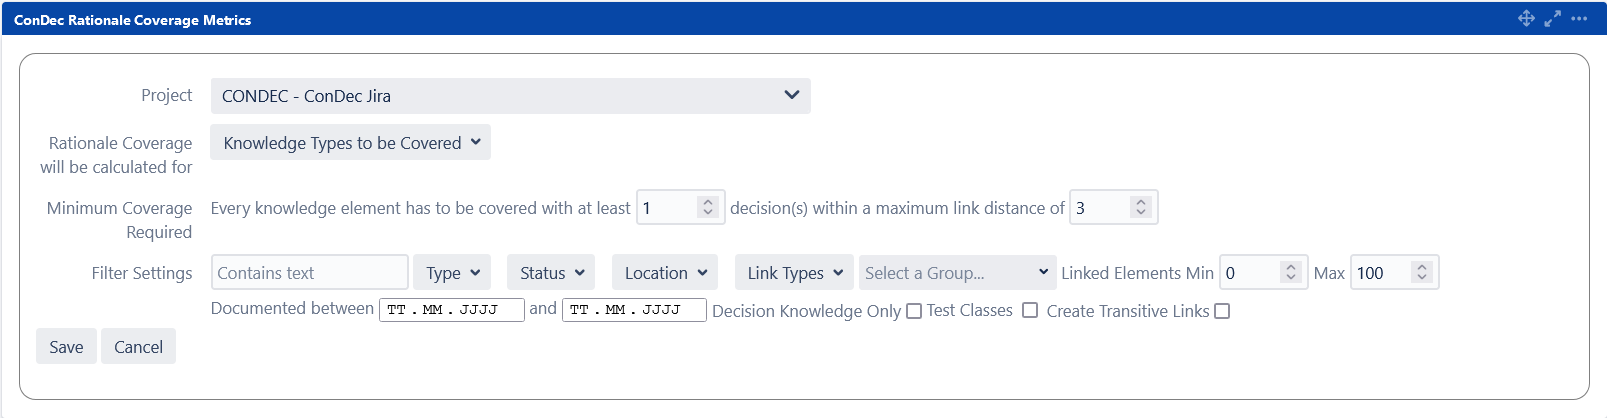 ConDec Rationale Coverage Metrics
Project CONDEC - ConDec Jira
Rationale Coverage will be calculated for Knowledge Types to be Covered
Minimum Coverage Required Every knowledge element has to be covered with at least 1 decision(s) within a maximum link distance of 3
Filter Settings Contains text Type Status Location Link Types Select a Group... Linked Elements Min 0 Max 100
Documented between TT.MM.JJJJ and TT.MM.JJJJ Decision Knowledge Only Test Classes Create Transitive Links
Save Cancel